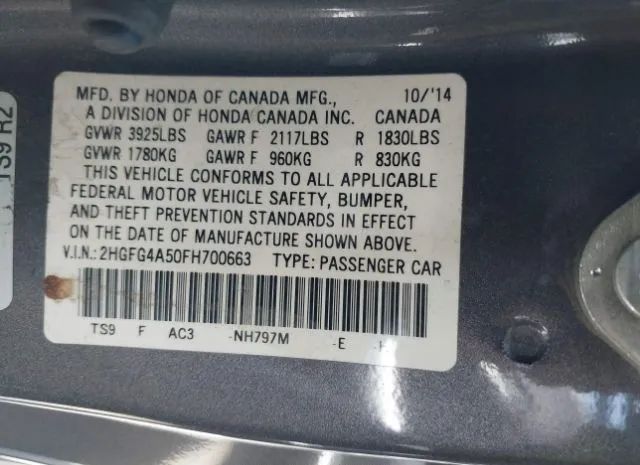 MFD. BY HONDA OF CANADA MFG., 10/'14
A DIVISION OF HONDA CANADA INC. CANADA
GVWR 3925LBS GAWR F 2117LBS R 1830LBS
GVWR 1780KG GAWR F 960KG R 830KG
THIS VEHICLE CONFORMS TO ALL APPLICABLE
FEDERAL MOTOR VEHICLE SAFETY, BUMPER,
AND THEFT PREVENTION STANDARDS IN EFFECT
ON THE DATE OF MANUFACTURE SHOWN ABOVE.
V.I.N.: 2HGFG4A50FH700663 TYPE: PASSENGER CAR
TS9 F AC3 -NH797M -E -H
TS9 R2